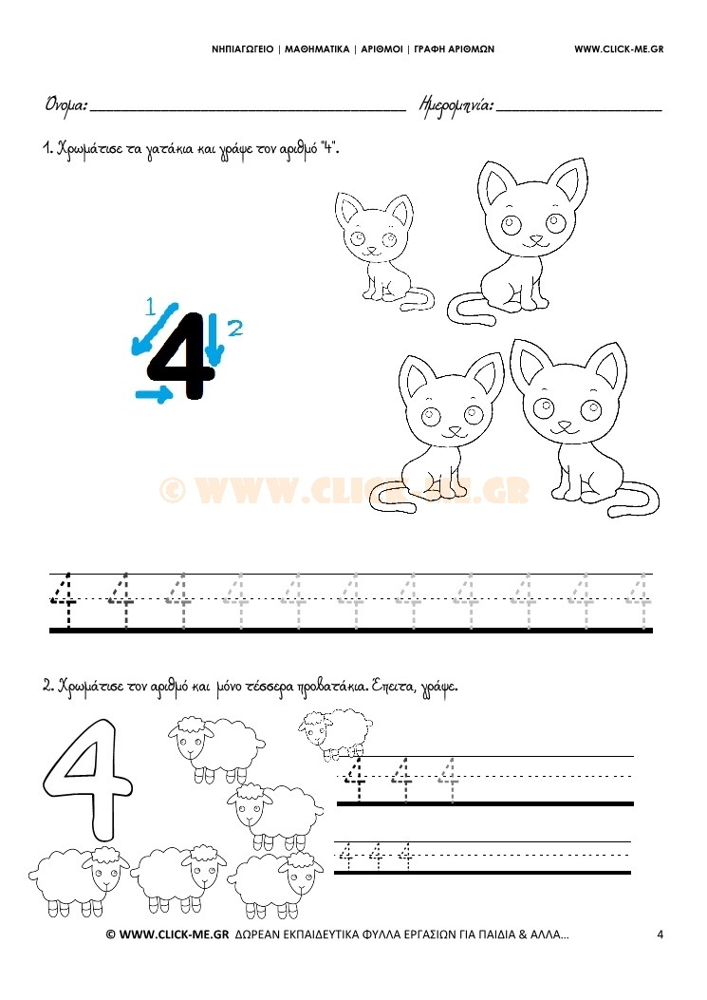 ΝΗΠΙΑΓΩΓΕΙΟ | ΜΑΘΗΜΑΤΙΚΑ | ΑΡΙΘΜΟΙ | ΓΡΑΦΗ ΑΡΙΘΜΩΝ WWW.CLICK-ME.GR
Όνομα: ____________________ Ημερομηνία: ____________________
1. Χρωμάτισε τα γατάκια και γράψε τον αριθμό "4".
1 4 2
© WWW.CLICK-ME.GR
4 4 4 4 4 4 4 4 4 4 4
2. Χρωμάτισε τον αριθμό και μόνο τέσσερα προβατάκια. Έπειτα, γράψε.
4
4 4 4
4 4 4
© WWW.CLICK-ME.GR ΔΩΡΕΑΝ ΕΚΠΑΙΔΕΥΤΙΚΑ ΦΥΛΛΑ ΕΡΓΑΣΙΩΝ ΓΙΑ ΠΑΙΔΙΑ & ΑΛΛΑ... 4